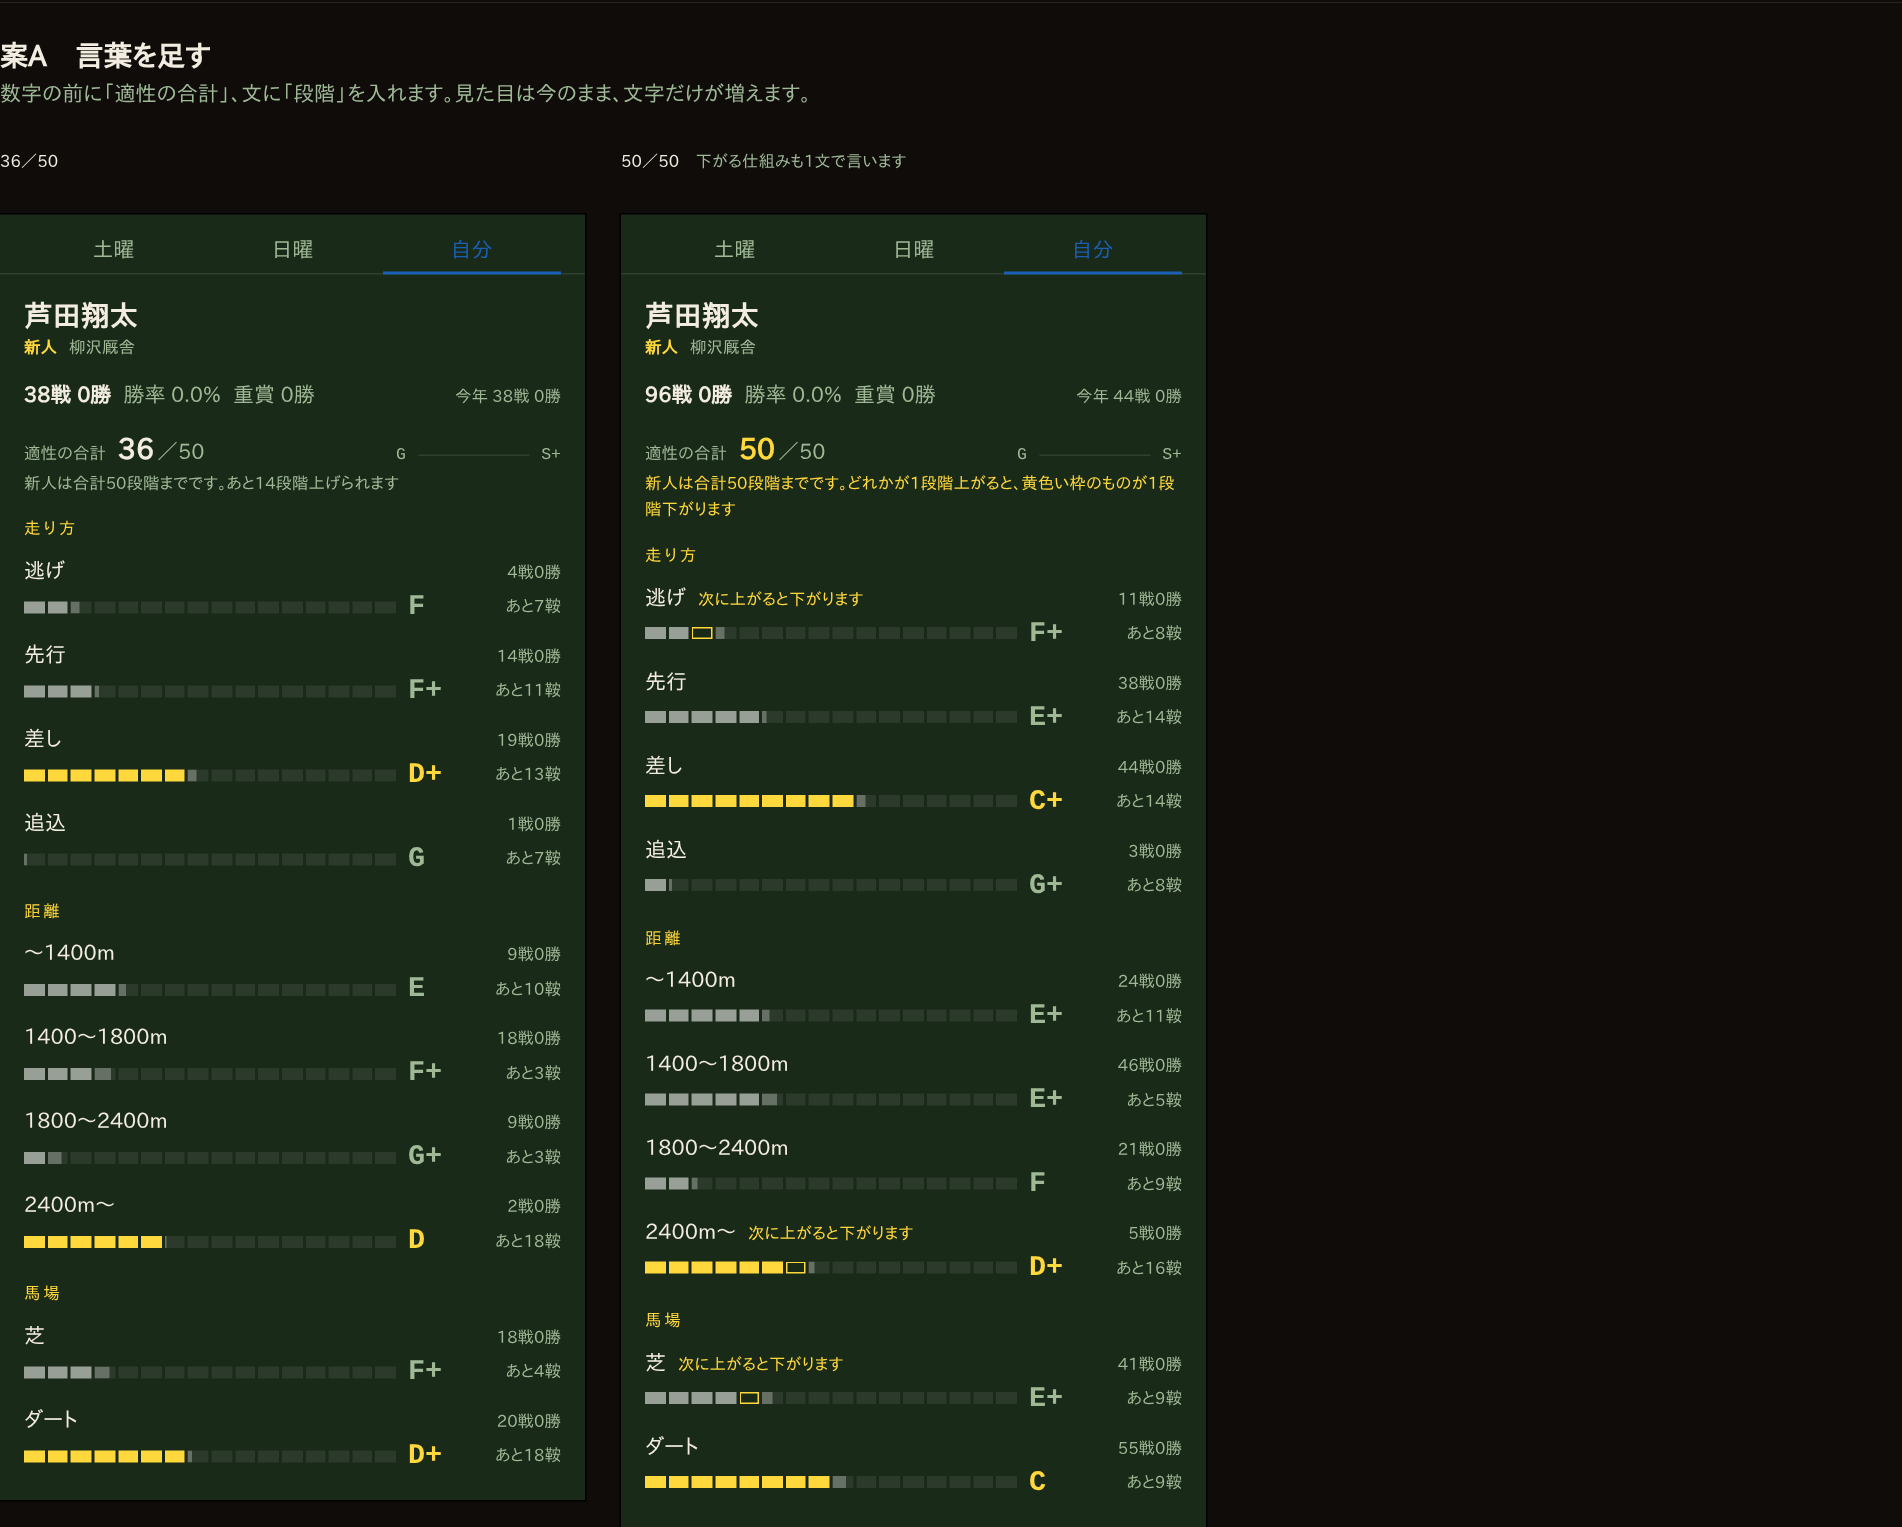 案A　言葉を足す
数字の前に「適性の合計」、文に「段階」を入れます。見た目は今のまま、文字だけが増えます。
36／50
土曜 日曜 自分
芦田翔太
新人 柳沢厩舎
38戦 0勝 勝率 0.0% 重賞 0勝 今年 38戦 0勝
適性の合計 36／50 G S+
新人は合計50段階までです。あと14段階上げられます
走り方
逃げ 4戦0勝
F あと7鞍
先行 14戦0勝
F+ あと11鞍
差し 19戦0勝
D+ あと13鞍
追込 1戦0勝
G あと7鞍
距離
〜1400m 9戦0勝
E あと10鞍
1400〜1800m 18戦0勝
F+ あと3鞍
1800〜2400m 9戦0勝
G+ あと3鞍
2400m〜 2戦0勝
D あと18鞍
馬場
芝 18戦0勝
F+ あと4鞍
ダート 20戦0勝
D+ あと18鞍
50／50 下がる仕組みも1文で言います
土曜 日曜 自分
芦田翔太
新人 柳沢厩舎
96戦 0勝 勝率 0.0% 重賞 0勝 今年 44戦 0勝
適性の合計 50／50 G S+
新人は合計50段階までです。どれかが1段階上がると、黄色い枠のものが1段
階下がります
走り方
逃げ 次に上がると下がります 11戦0勝
F+ あと8鞍
先行 38戦0勝
E+ あと14鞍
差し 44戦0勝
C+ あと14鞍
追込 3戦0勝
G+ あと8鞍
距離
〜1400m 24戦0勝
E+ あと11鞍
1400〜1800m 46戦0勝
E+ あと5鞍
1800〜2400m 21戦0勝
F あと9鞍
2400m〜 次に上がると下がります 5戦0勝
D+ あと16鞍
馬場
芝 次に上がると下がります 41戦0勝
E+ あと9鞍
ダート 55戦0勝
C あと9鞍